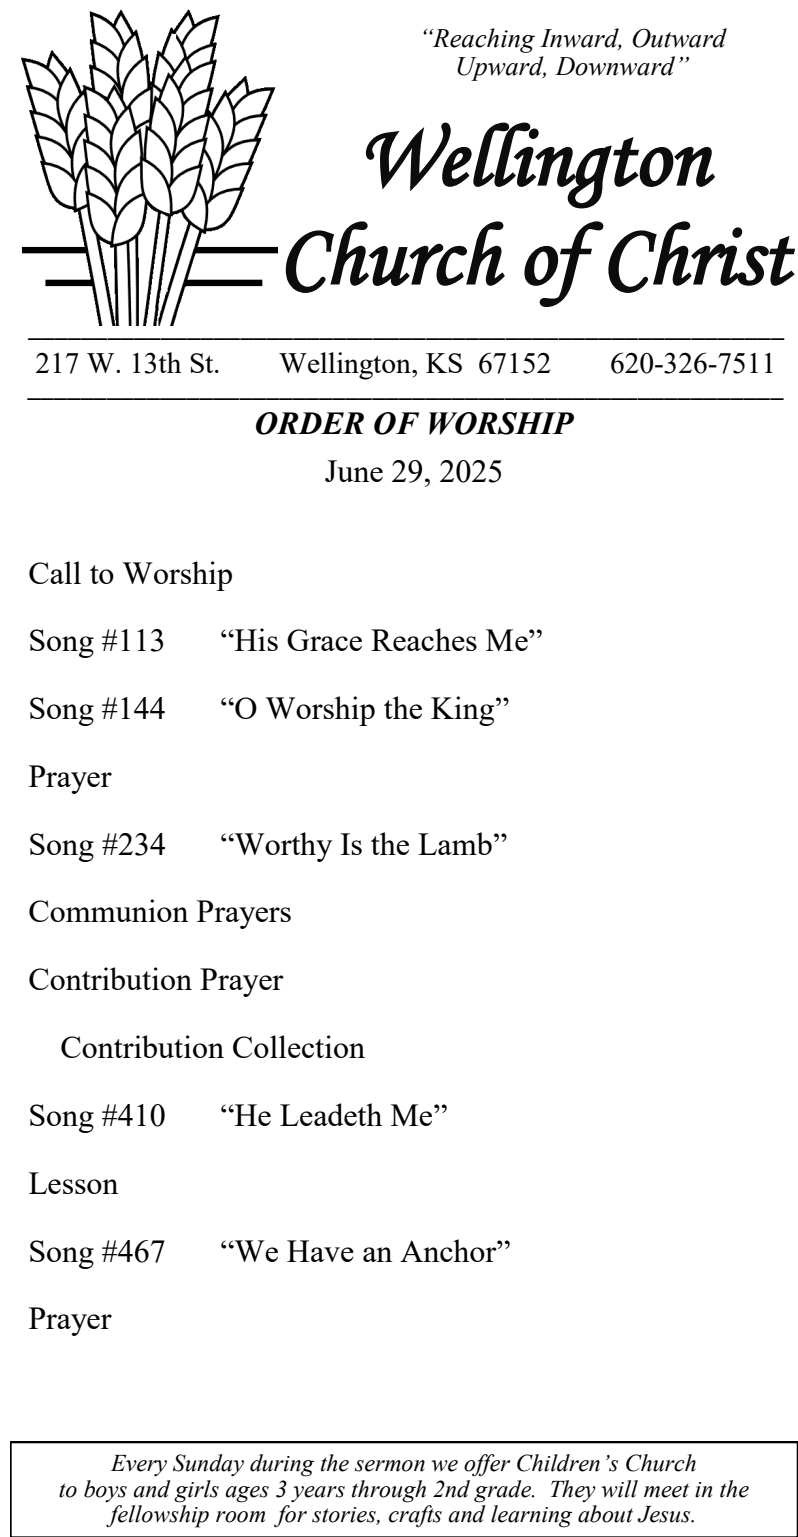 “Reaching Inward, Outward
Upward, Downward”
Wellington
Church of Christ
217 W. 13th St. Wellington, KS 67152 620-326-7511
ORDER OF WORSHIP
June 29, 2025
Call to Worship
Song #113 “His Grace Reaches Me”
Song #144 “O Worship the King”
Prayer
Song #234 “Worthy Is the Lamb”
Communion Prayers
Contribution Prayer
Contribution Collection
Song #410 “He Leadeth Me”
Lesson
Song #467 “We Have an Anchor”
Prayer
Every Sunday during the sermon we offer Children’s Church
to boys and girls ages 3 years through 2nd grade. They will meet in the
fellowship room for stories, crafts and learning about Jesus.